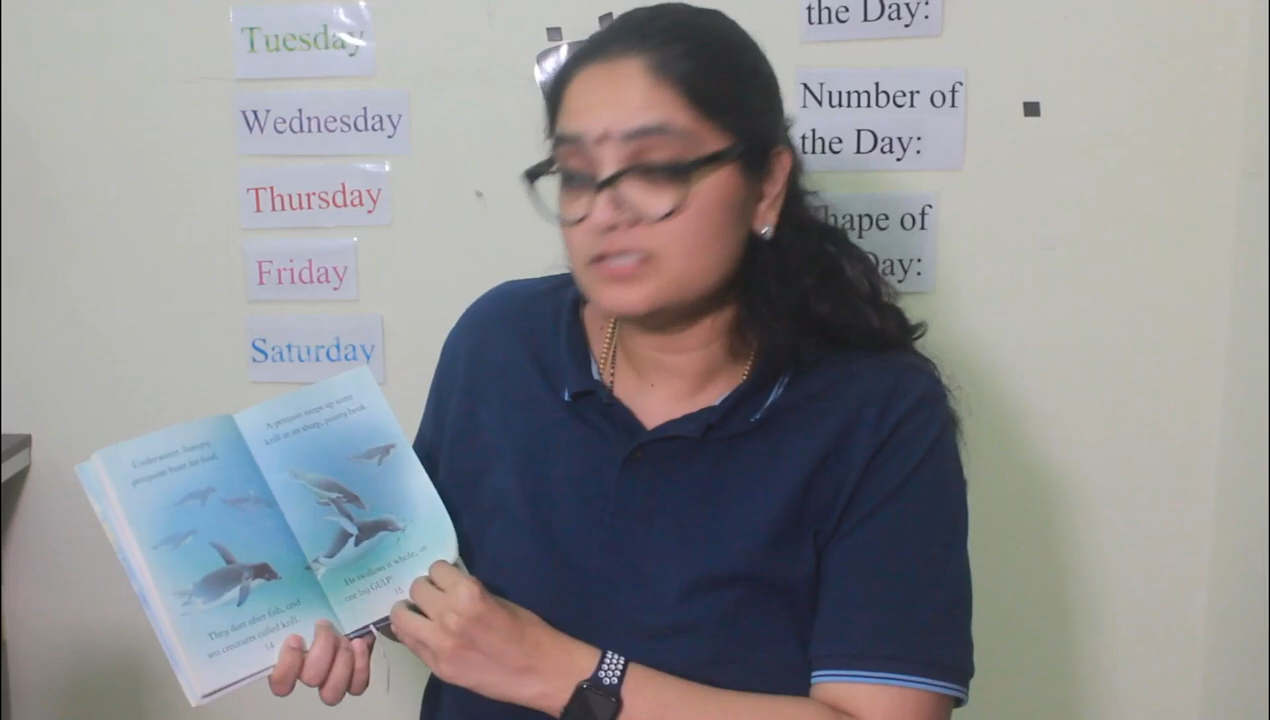 Tuesday
Wednesday
Thursday
Friday
Saturday
the Day:
Number of
the Day:
hape of
Day:
Underwater, hungry
penguins hunt for food.
They dart after fish, and
sea creatures called krill.
14
A penguin snaps up some
krill in its sharp, pointy beak.
He swallows it whole, in
one big GULP!
15